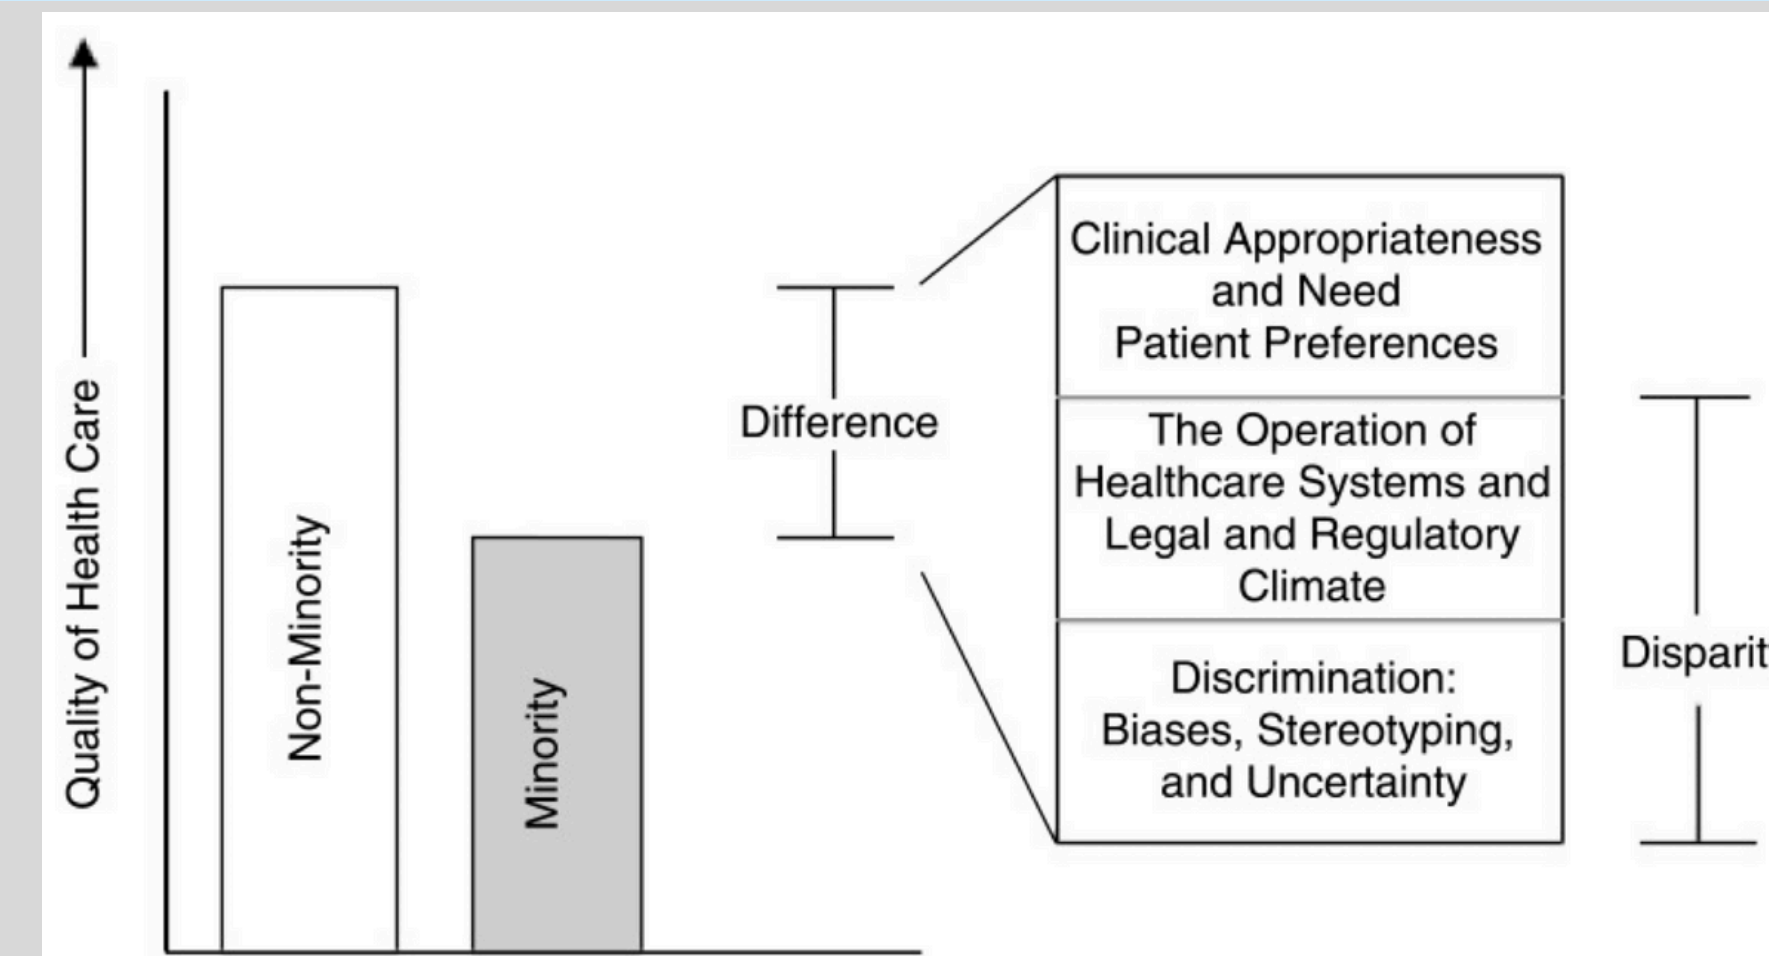 Quality of Health Care
Non-Minority
Minority
Difference
Clinical Appropriateness
and Need
Patient Preferences
The Operation of
Healthcare Systems and
Legal and Regulatory
Climate
Discrimination:
Biases, Stereotyping,
and Uncertainty
Disparit